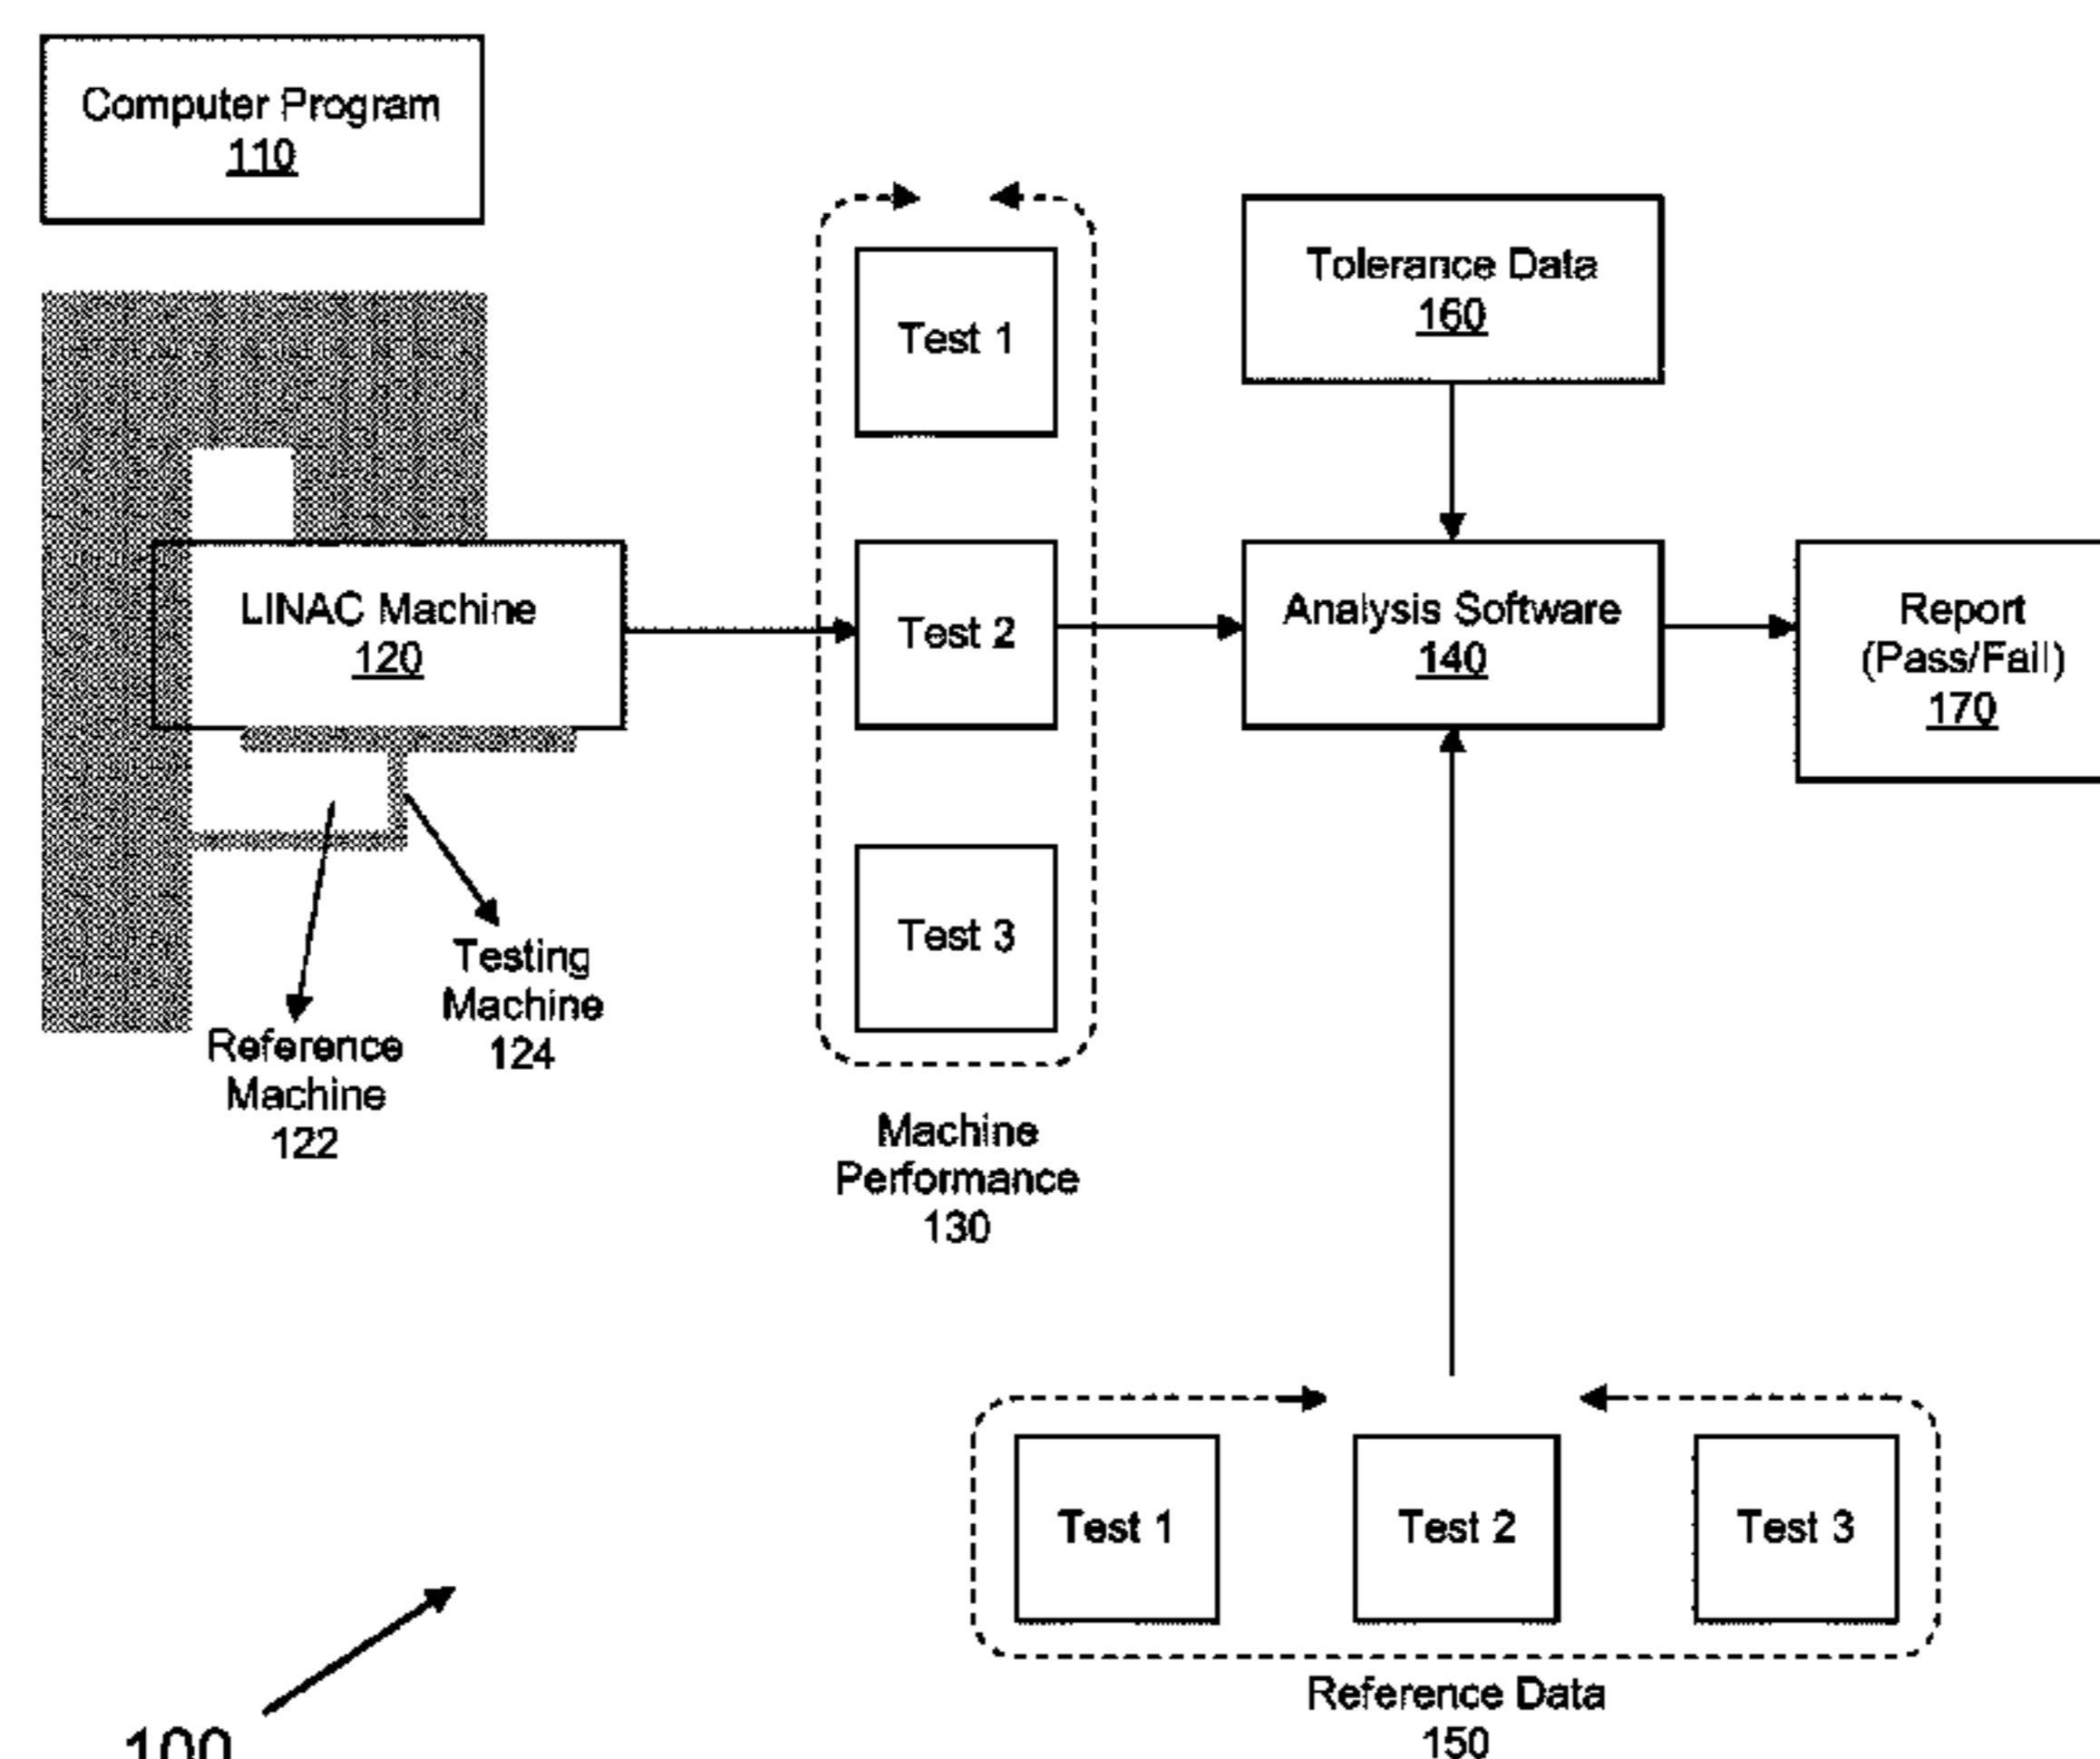 Computer Program
110
Test 1
Tolerance Data
160
LINAC Machine
120
Test 2
Analysis Software
140
Report
(Pass/Fail)
170
Test 3
Testing
Machine
124
Reference
Machine
122
Machine
Performance
130
Test 1
Test 2
Test 3
Reference Data
150
100